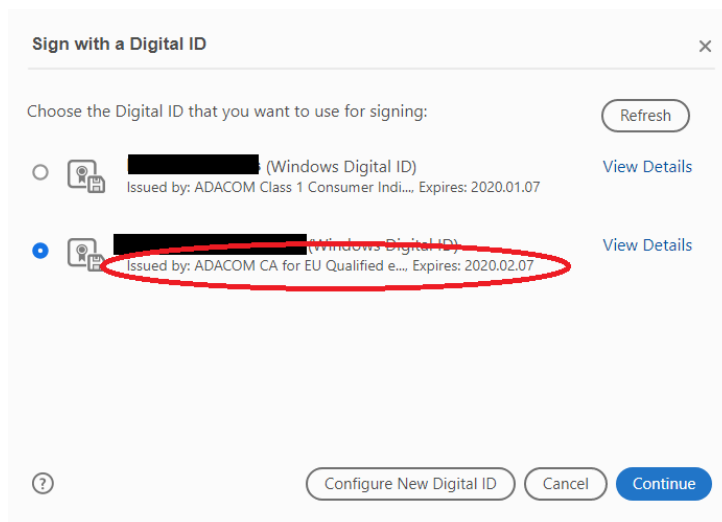 Sign with a Digital ID
Choose the Digital ID that you want to use for signing:
Refresh
(Windows Digital ID)
View Details
Issued by: ADACOM Class 1 Consumer Indi..., Expires: 2020.01.07
(Windows Digital ID)
View Details
Issued by: ADACOM CA for EU Qualified e..., Expires: 2020.02.07
?
Configure New Digital ID
Cancel
Continue